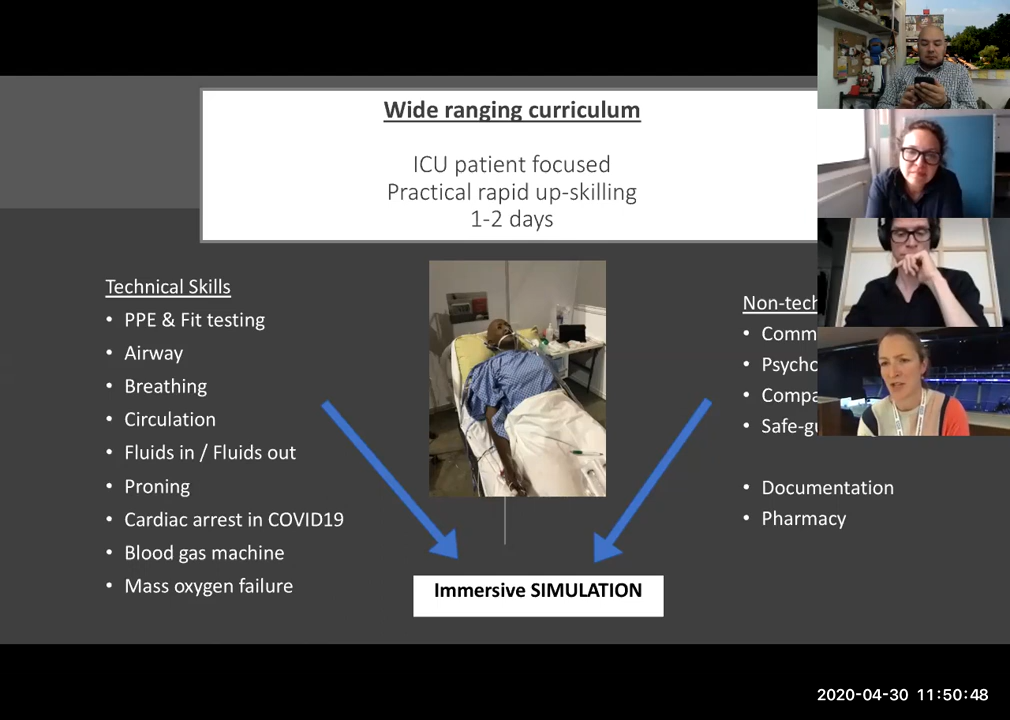 Wide ranging curriculum
ICU patient focused
Practical rapid up-skilling
1-2 days
Technical Skills
• PPE & Fit testing
• Airway
• Breathing
• Circulation
• Fluids in / Fluids out
• Proning
• Cardiac arrest in COVID19
• Blood gas machine
• Mass oxygen failure
• Documentation
• Pharmacy
Immersive SIMULATION
2020-04-30 11:50:48